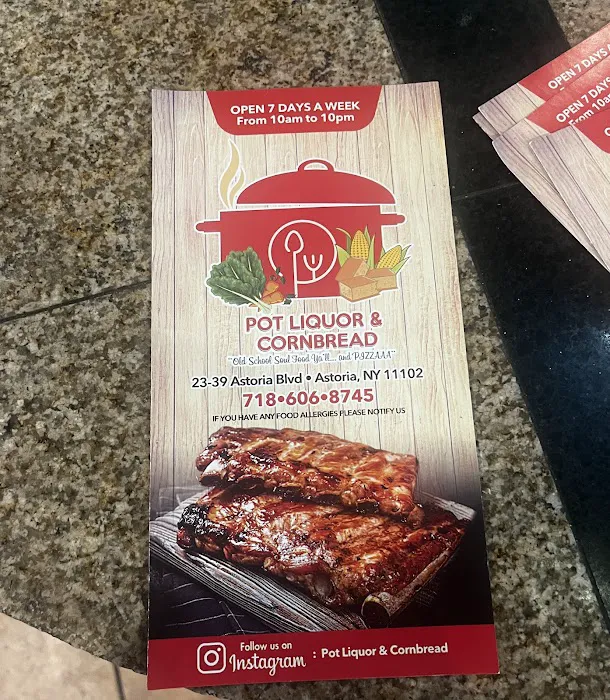 OPEN 7 DAYS A WEEK
From 10am to 10pm
POT LIQUOR &
CORNBREAD
"Old School Soul Food Ya'll... and PIZZAAA"
23-39 Astoria Blvd • Astoria, NY 11102
718•606•8745
IF YOU HAVE ANY FOOD ALLERGIES PLEASE NOTIFY US
Follow us on
Instagram : Pot Liquor & Cornbread
OPEN 7 DAYS
OPEN 7 DAYS
From 10a